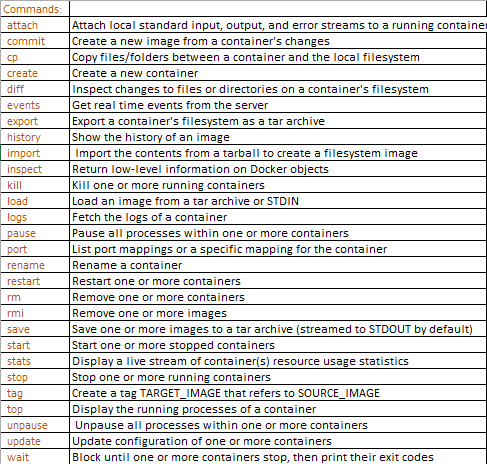 Commands:
attach Attach local standard input, output, and error streams to a running container
commit Create a new image from a container's changes
cp Copy files/folders between a container and the local filesystem
create Create a new container
diff Inspect changes to files or directories on a container's filesystem
events Get real time events from the server
export Export a container's filesystem as a tar archive
history Show the history of an image
import Import the contents from a tarball to create a filesystem image
inspect Return low-level information on Docker objects
kill Kill one or more running containers
load Load an image from a tar archive or STDIN
logs Fetch the logs of a container
pause Pause all processes within one or more containers
port List port mappings or a specific mapping for the container
rename Rename a container
restart Restart one or more containers
rm Remove one or more containers
rmi Remove one or more images
save Save one or more images to a tar archive (streamed to STDOUT by default)
start Start one or more stopped containers
stats Display a live stream of container(s) resource usage statistics
stop Stop one or more running containers
tag Create a tag TARGET_IMAGE that refers to SOURCE_IMAGE
top Display the running processes of a container
unpause Unpause all processes within one or more containers
update Update configuration of one or more containers
wait Block until one or more containers stop, then print their exit codes